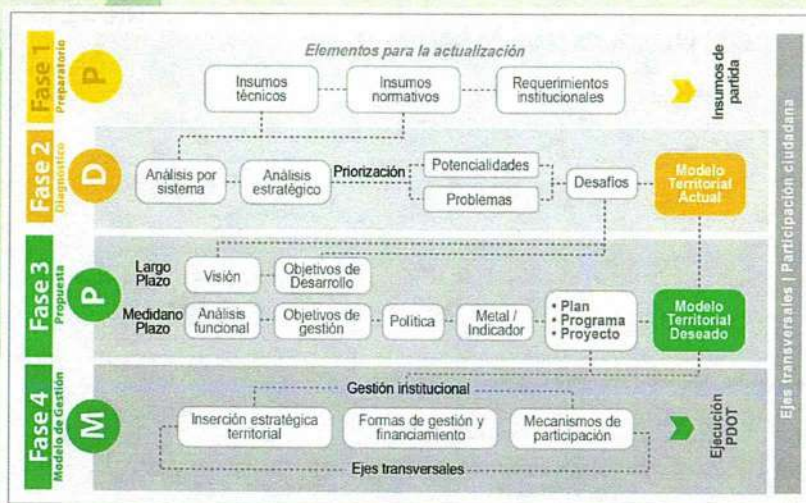 Fase 1
Preparatorio
P
Elementos para la actualización
Insumos
técnicos
Insumos
normativos
Requerimientos
institucionales
Insumos de
partida
Fase 2
Diagnóstico
D
Análisis por
sistema
Análisis
estratégico
Priorización
Potencialidades
Problemas
Desafíos
Modelo
Territorial
Actual
Fase 3
Propuesta
P
Largo
Plazo
Visión
Objetivos de
Desarrollo
Medidano
Plazo
Análisis
funcional
Objetivos de
gestión
Política
Metal /
Indicador
• Plan
• Programa
• Proyecto
Modelo
Territorial
Deseado
Fase 4
Modelo de Gestión
M
Gestión institucional
Inserción estratégica
territorial
Formas de gestión y
financiamiento
Mecanismos de
participación
Ejes transversales
Ejecución
PDOT
Ejes transversales | Participación ciudadana